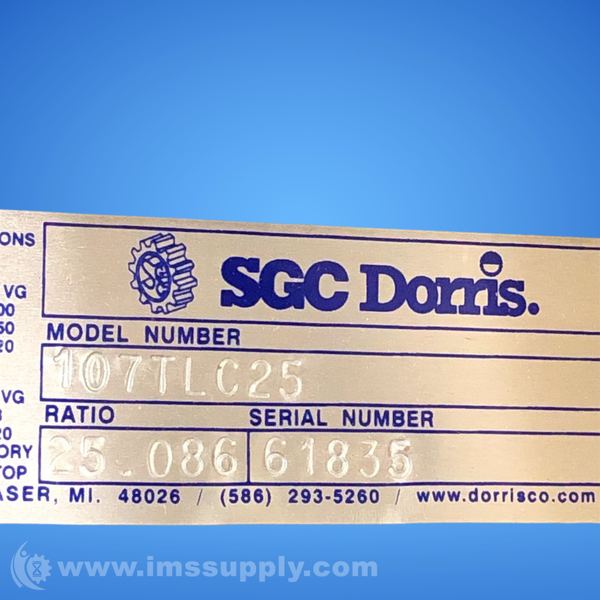 ONS
SGC Dorris.
VG
00
50
20
MODEL NUMBER
107TLC25
VG
RATIO SERIAL NUMBER
20
25.086 61835
ORY
TOP
ASER, MI. 48026 / (586) 293-5260 / www.dorrisco.com
www.imssupply.com